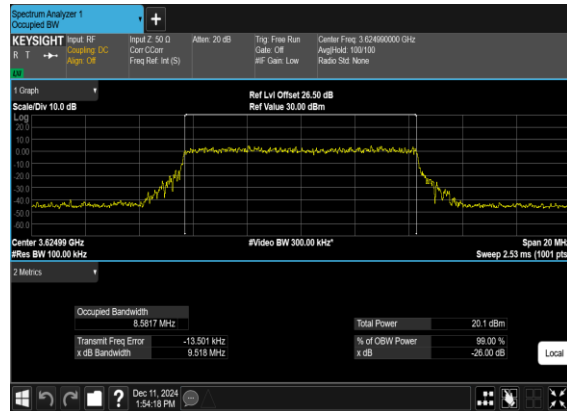 Spectrum Analyzer 1
Occupied BW
+
KEYSIGHT Input: RF Input Z: 50 Ω Atten: 20 dB Trig: Free Run Center Freq: 3.624990000 GHz
R T Coupling: DC Corr CCorr Gate: Off Avg|Hold: 100/100
Align: Off Freq Ref: Int (S) #IF Gain: Low Radio Std: None
1 Graph
Ref Lvl Offset 26.50 dB
Scale/Div 10.0 dB Ref Value 30.00 dBm
Log
20.0
10.0
0.00
-10.0
-20.0
-30.0
-40.0
-50.0
-60.0
Center 3.62499 GHz #Video BW 300.00 kHz* Span 20 MHz
#Res BW 100.00 kHz Sweep 2.53 ms (1001 pts)
2 Metrics
Occupied Bandwidth
8.5817 MHz Total Power 20.1 dBm
Transmit Freq Error -13.501 kHz % of OBW Power 99.00 %
x dB Bandwidth 9.518 MHz x dB -26.00 dB
Local
? Dec 11, 2024
1:54:18 PM